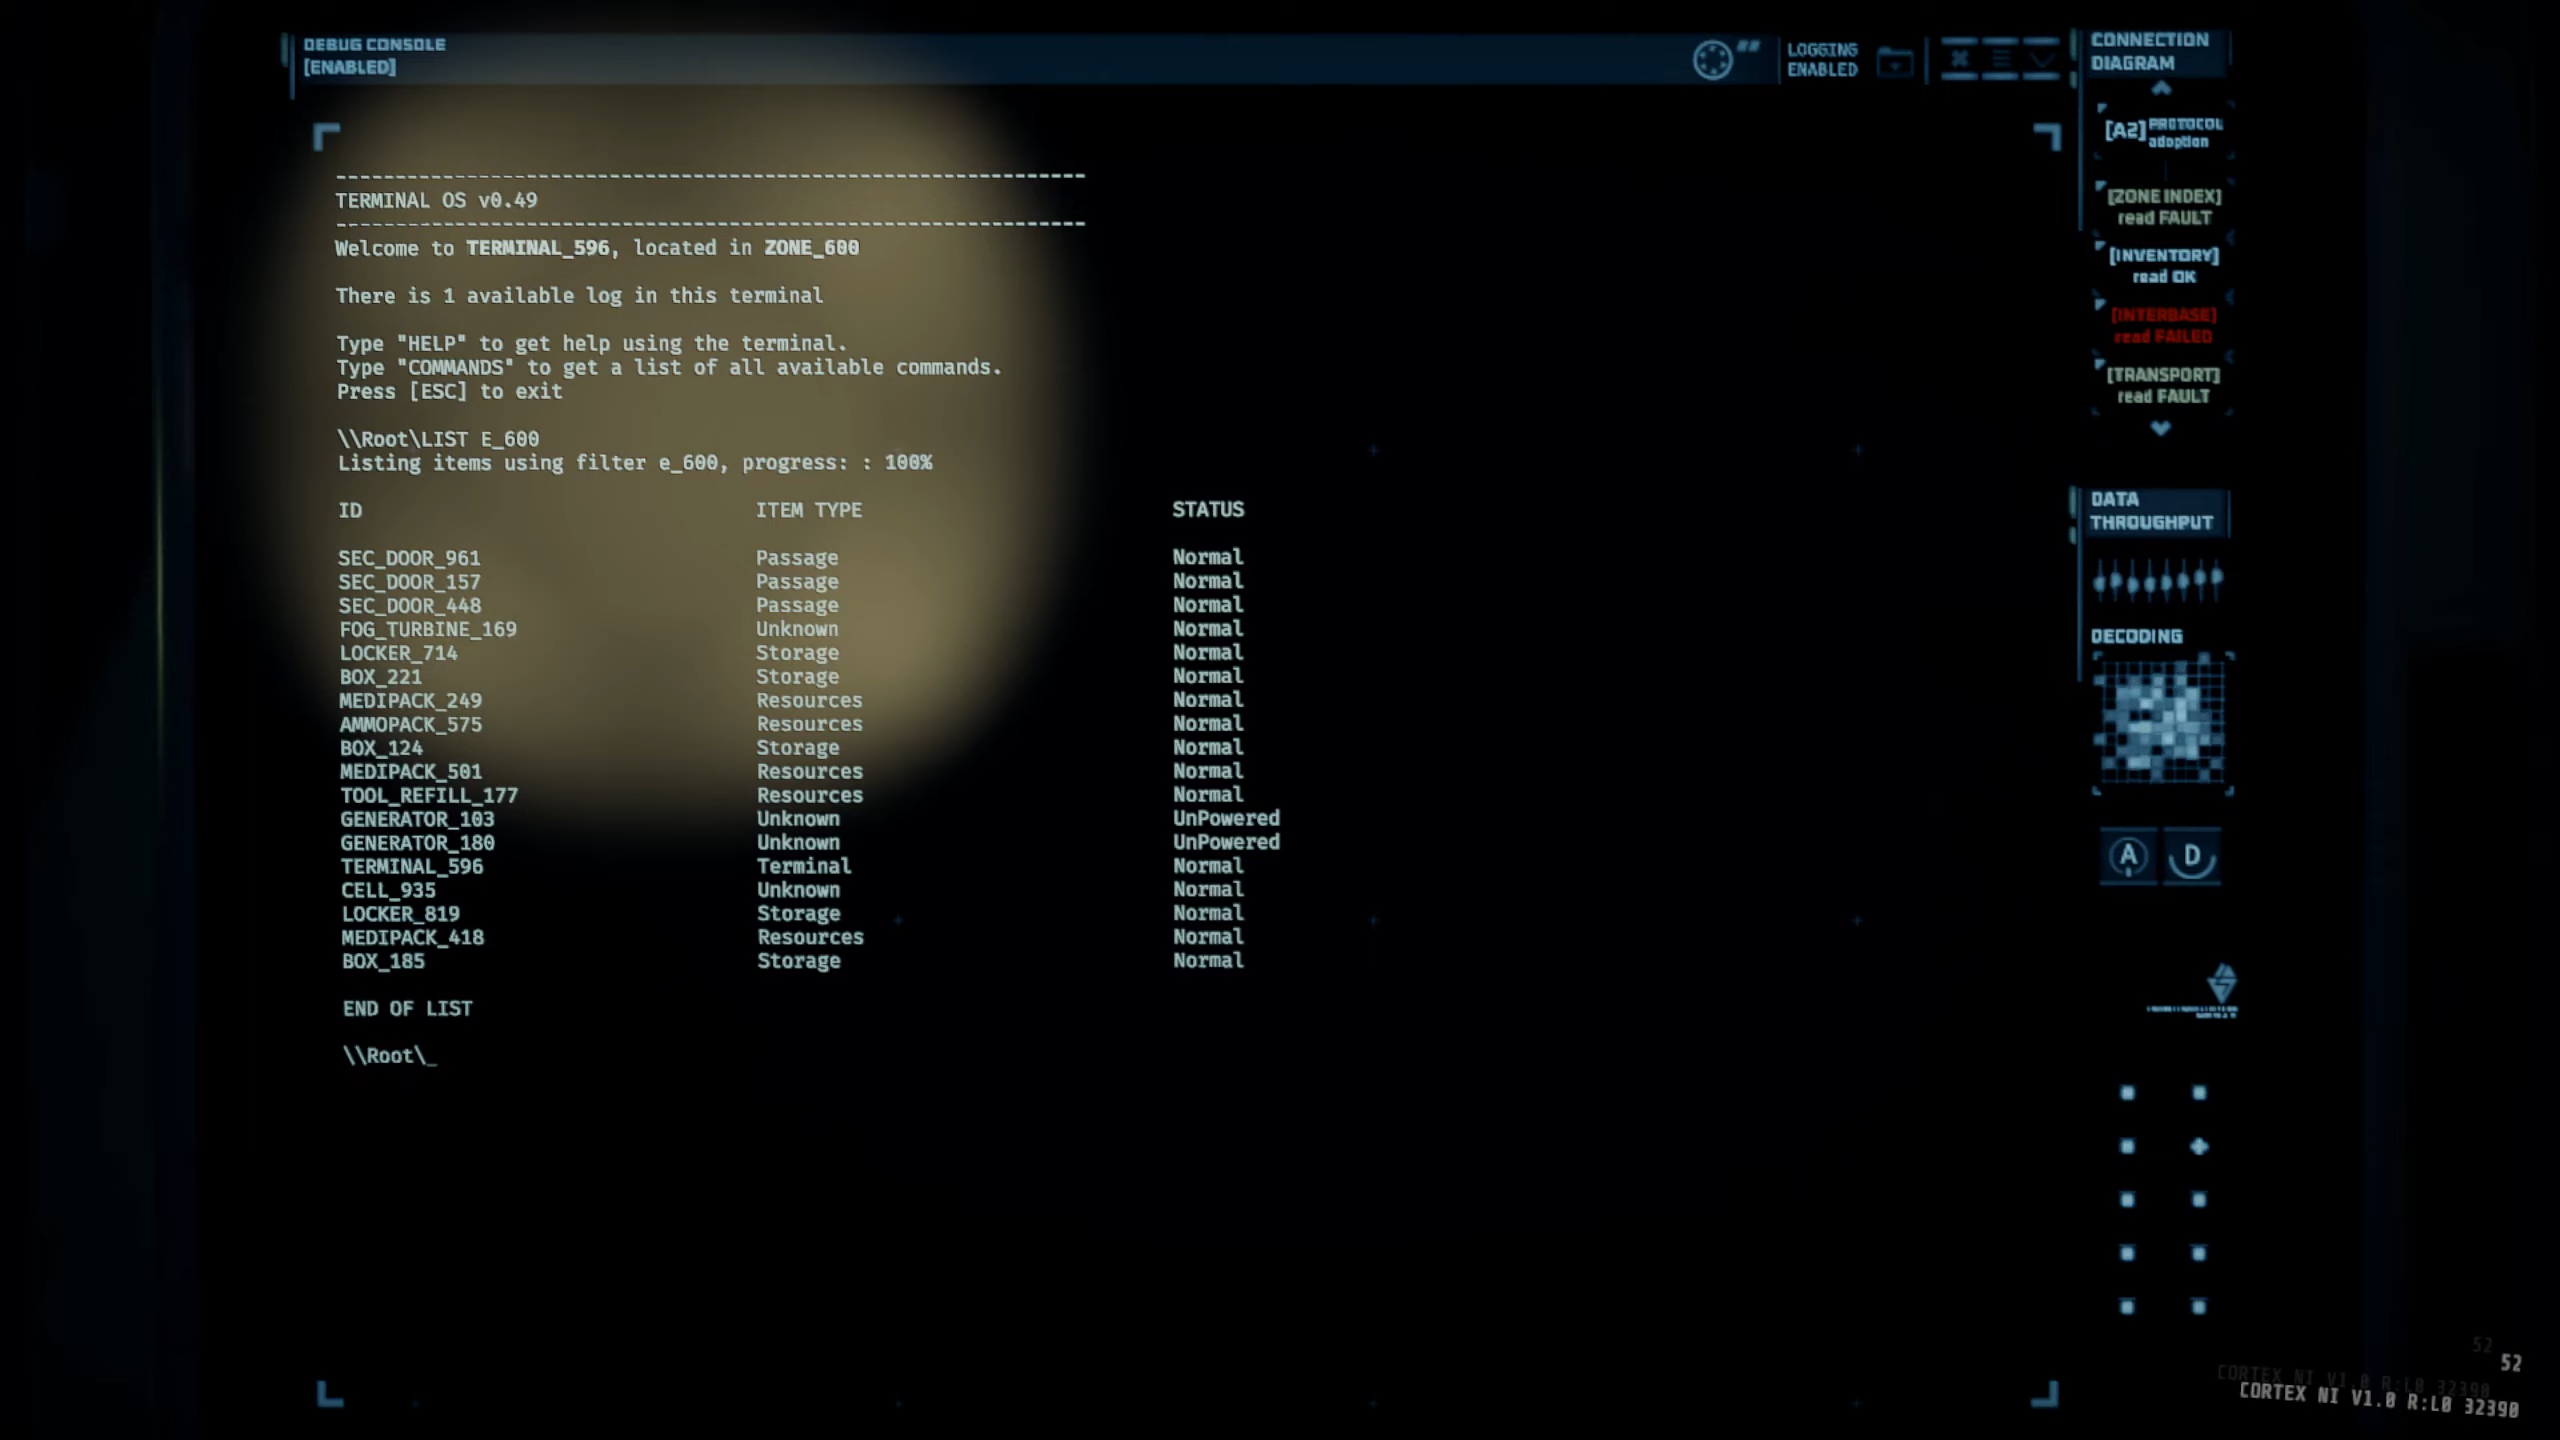 DEBUG CONSOLE
[ENABLED]
LOGGING
ENABLED
------------------------------------------------------------
TERMINAL OS v0.49
------------------------------------------------------------
Welcome to TERMINAL_596, located in ZONE_600
There is 1 available log in this terminal
Type "HELP" to get help using the terminal.
Type "COMMANDS" to get a list of all available commands.
Press [ESC] to exit
\\Root\LIST E_600
Listing items using filter e_600, progress: : 100%
ID ITEM TYPE STATUS
SEC_DOOR_961 Passage Normal
SEC_DOOR_157 Passage Normal
SEC_DOOR_448 Passage Normal
FOG_TURBINE_169 Unknown Normal
LOCKER_714 Storage Normal
BOX_221 Storage Normal
MEDIPACK_249 Resources Normal
AMMOPACK_575 Resources Normal
BOX_124 Storage Normal
MEDIPACK_501 Resources Normal
TOOL_REFILL_177 Resources Normal
GENERATOR_103 Unknown UnPowered
GENERATOR_180 Unknown UnPowered
TERMINAL_596 Terminal Normal
CELL_935 Unknown Normal
LOCKER_819 Storage Normal
MEDIPACK_418 Resources Normal
BOX_185 Storage Normal
END OF LIST
\\Root\_
CONNECTION
DIAGRAM
[A2] PROTOCOL
adoption
[ZONE INDEX]
read FAULT
[INVENTORY]
read OK
[INTERBASE]
read FAILED
[TRANSPORT]
read FAULT
DATA
THROUGHPUT
DECODING
A D
52
CORTEX NI V1.0 R:L0 32390